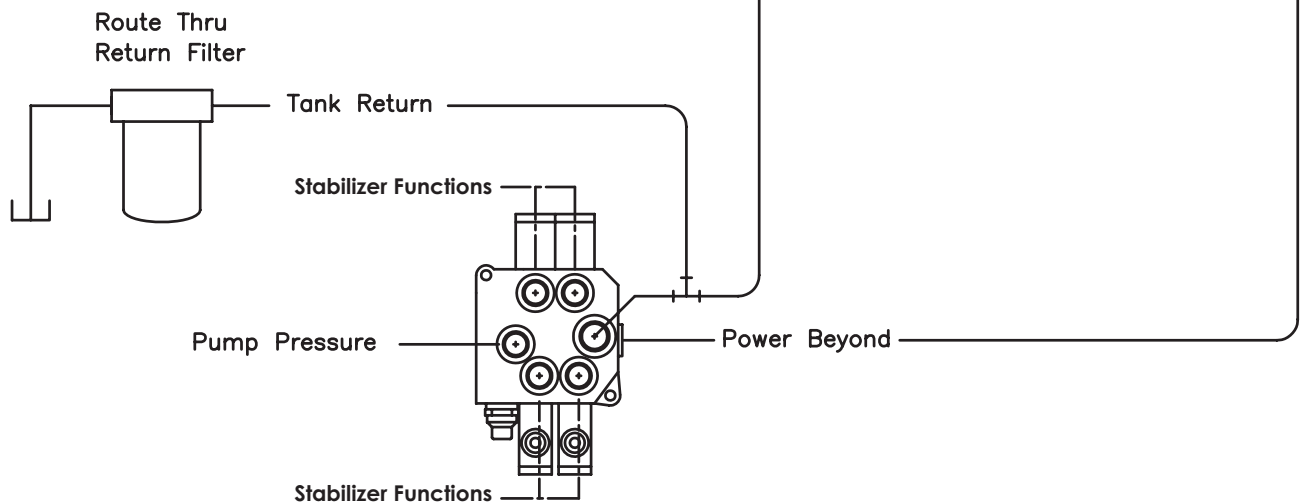 Route Thru
Return Filter
Tank Return
Stabilizer Functions
Pump Pressure
Power Beyond
Stabilizer Functions